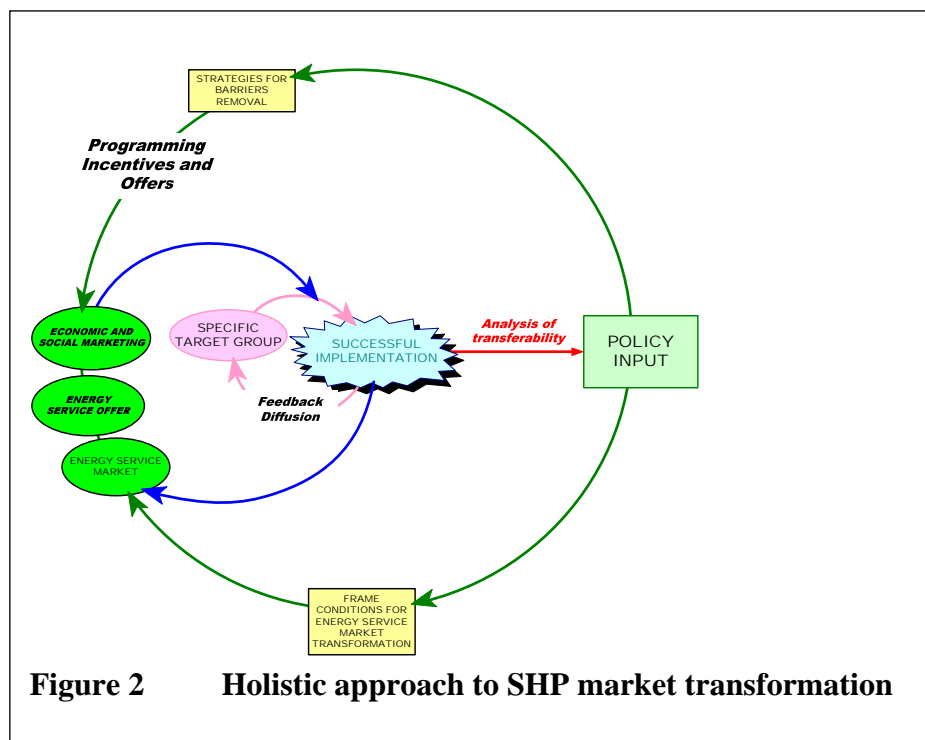 STRATEGIES FOR
BARRIERS
REMOVAL
Programming
Incentives and
Offers
ECONOMIC AND
SOCIAL MARKETING
SPECIFIC
TARGET GROUP
SUCCESSFUL
IMPLEMENTATION
Analysis of
transferability
POLICY
INPUT
ENERGY
SERVICE OFFER
Feedback
Diffusion
ENERGY SERVICE
MARKET
FRAME
CONDITIONS FOR
ENERGY SERVICE
MARKET
TRANSFORMATION
Figure 2 Holistic approach to SHP market transformation